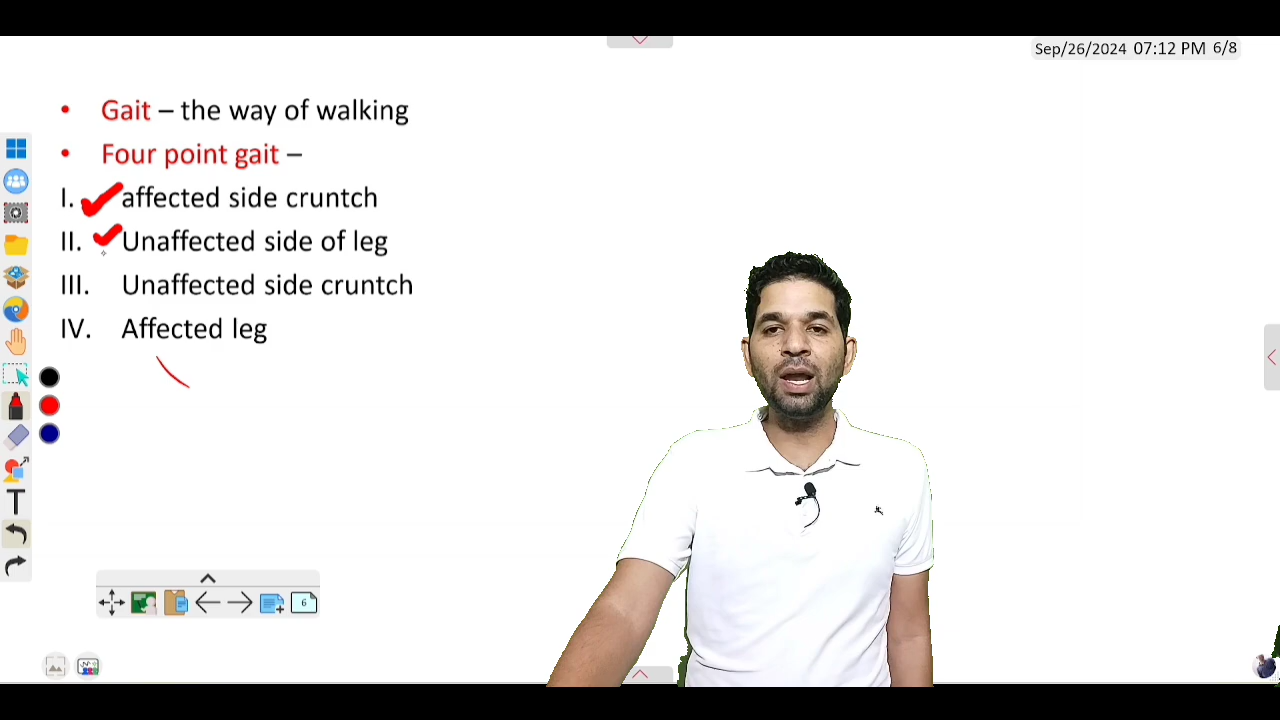 Sep/26/2024 07:12 PM 6/8
• Gait – the way of walking
• Four point gait –
I. affected side cruntch
II. Unaffected side of leg
III. Unaffected side cruntch
IV. Affected leg
T
6